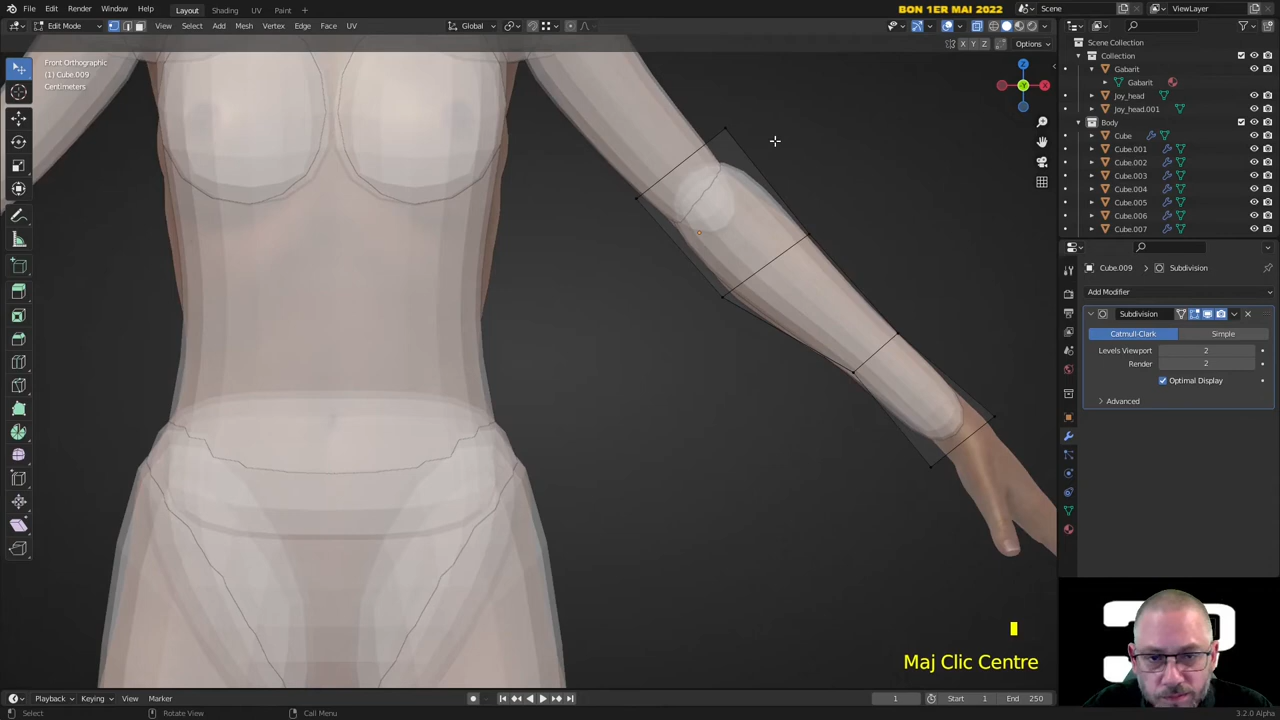 File Edit Render Window Help Layout Shading UV Paint + BON 1ER MAI 2022 Scene ViewLayer
Edit Mode View Select Add Mesh Vertex Edge Face UV Global
X Y Z Options
Front Orthographic
(1) Cube.009
Centimeters
Z
X
Y
Scene Collection
Collection
Gabarit
Gabarit
Joy_head
Joy_head.001
Body
Cube
Cube.001
Cube.002
Cube.003
Cube.004
Cube.005
Cube.006
Cube.007
Cube.009 Subdivision
Add Modifier
Subdivision
Catmull-Clark Simple
Levels Viewport 2
Render 2
Optimal Display
Advanced
Maj Clic Centre
Playback Keying View Marker 1 Start 1 End 250
Select Rotate View Call Menu 3.2.0 Alpha